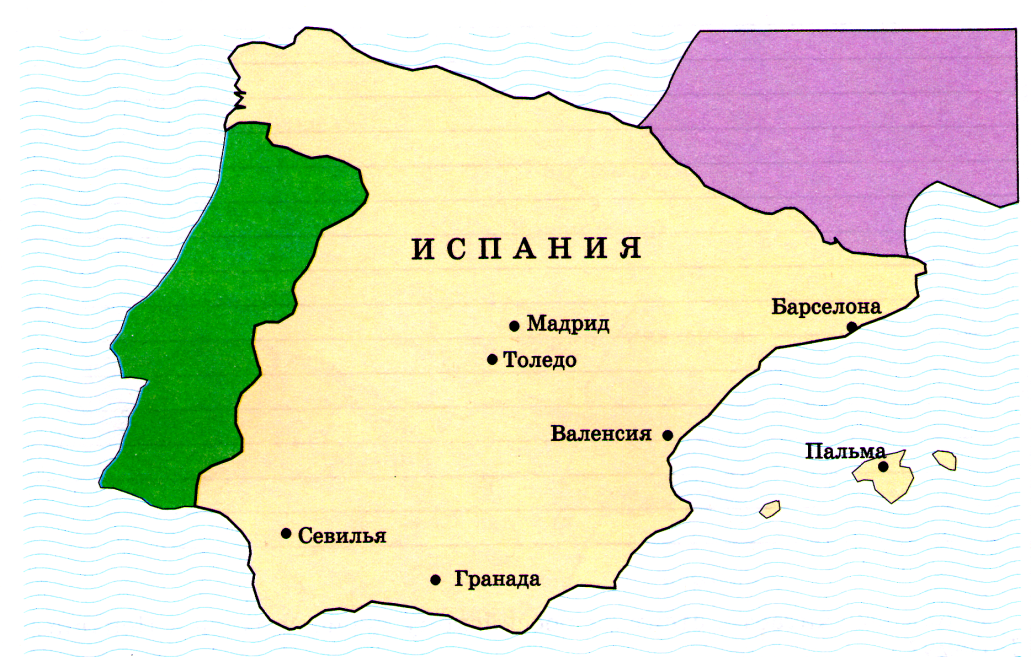 ИСПАНИЯ
Барселона
Мадрид
Толедо
Валенсия
Пальма
Севилья
Гранада